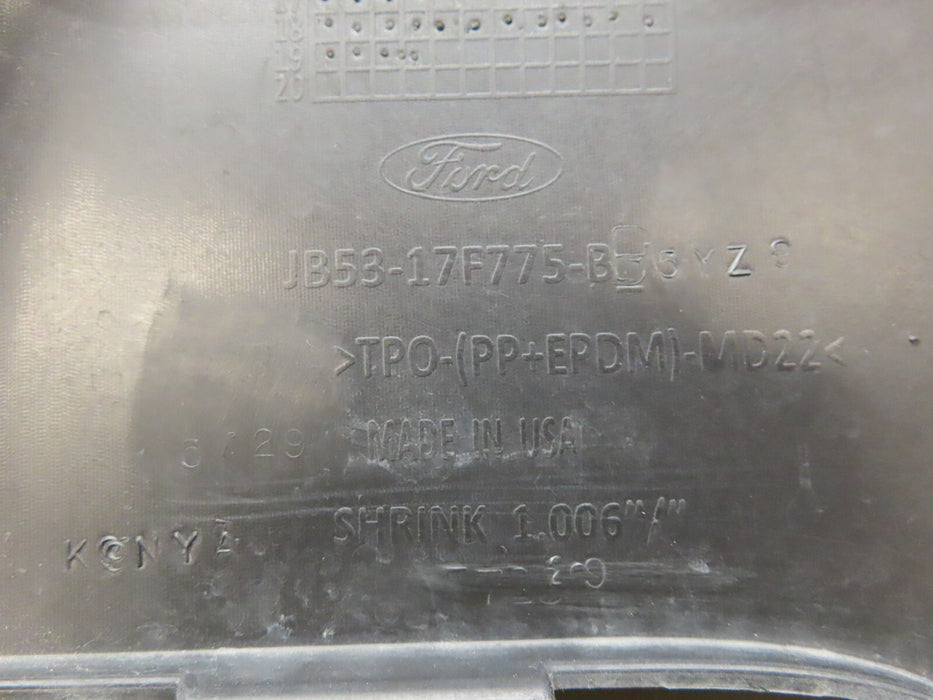 18
19
20
Ford
JB53-17F775-B
>TPO-(PP+EPDM)-MD22<
MADE IN USA
SHRINK 1.006"/"